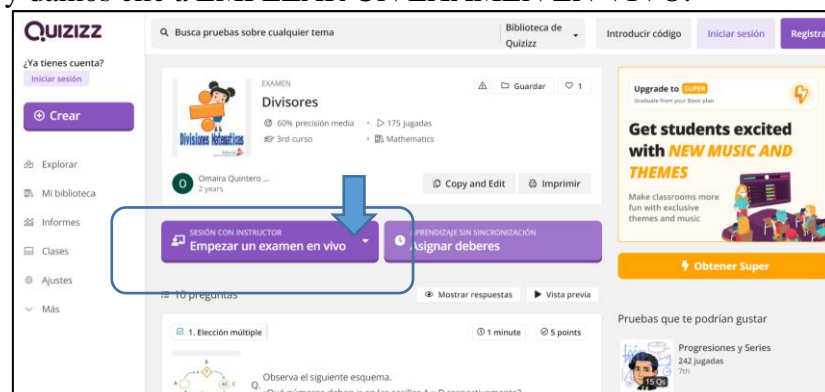 y damos clic a EMPEZAR UN EXAMEN EN VIVO.
QUIZIZZ
Busca pruebas sobre cualquier tema
Biblioteca de
Quizizz
Introducir código
Iniciar sesión
Registra
¿Ya tienes cuenta?
Iniciar sesión
Crear
Explorar
Mi biblioteca
Informes
Clases
Ajustes
Más
Divisiones Matematicas
EXAMEN
Guardar
1
Divisores
60% precisión media
175 jugadas
3rd curso
Mathematics
O
Omaira Quintero ...
2 years
Copy and Edit
Imprimir
SESIÓN CON INSTRUCTOR
Empezar un examen en vivo
APRENDIZAJE SIN SINCRONIZACIÓN
Asignar deberes
10 preguntas
Mostrar respuestas
Vista previa
1. Elección múltiple
1 minute
5 points
Q.
Observa el siguiente esquema.
Upgrade to SUPER
Graduate from your Basic plan
Get students excited
with NEW MUSIC AND
THEMES
Make classrooms more
fun with exclusive
themes and music
Obtener Super
Pruebas que te podrían gustar
Progresiones y Series
242 jugadas
7th
15 Qs